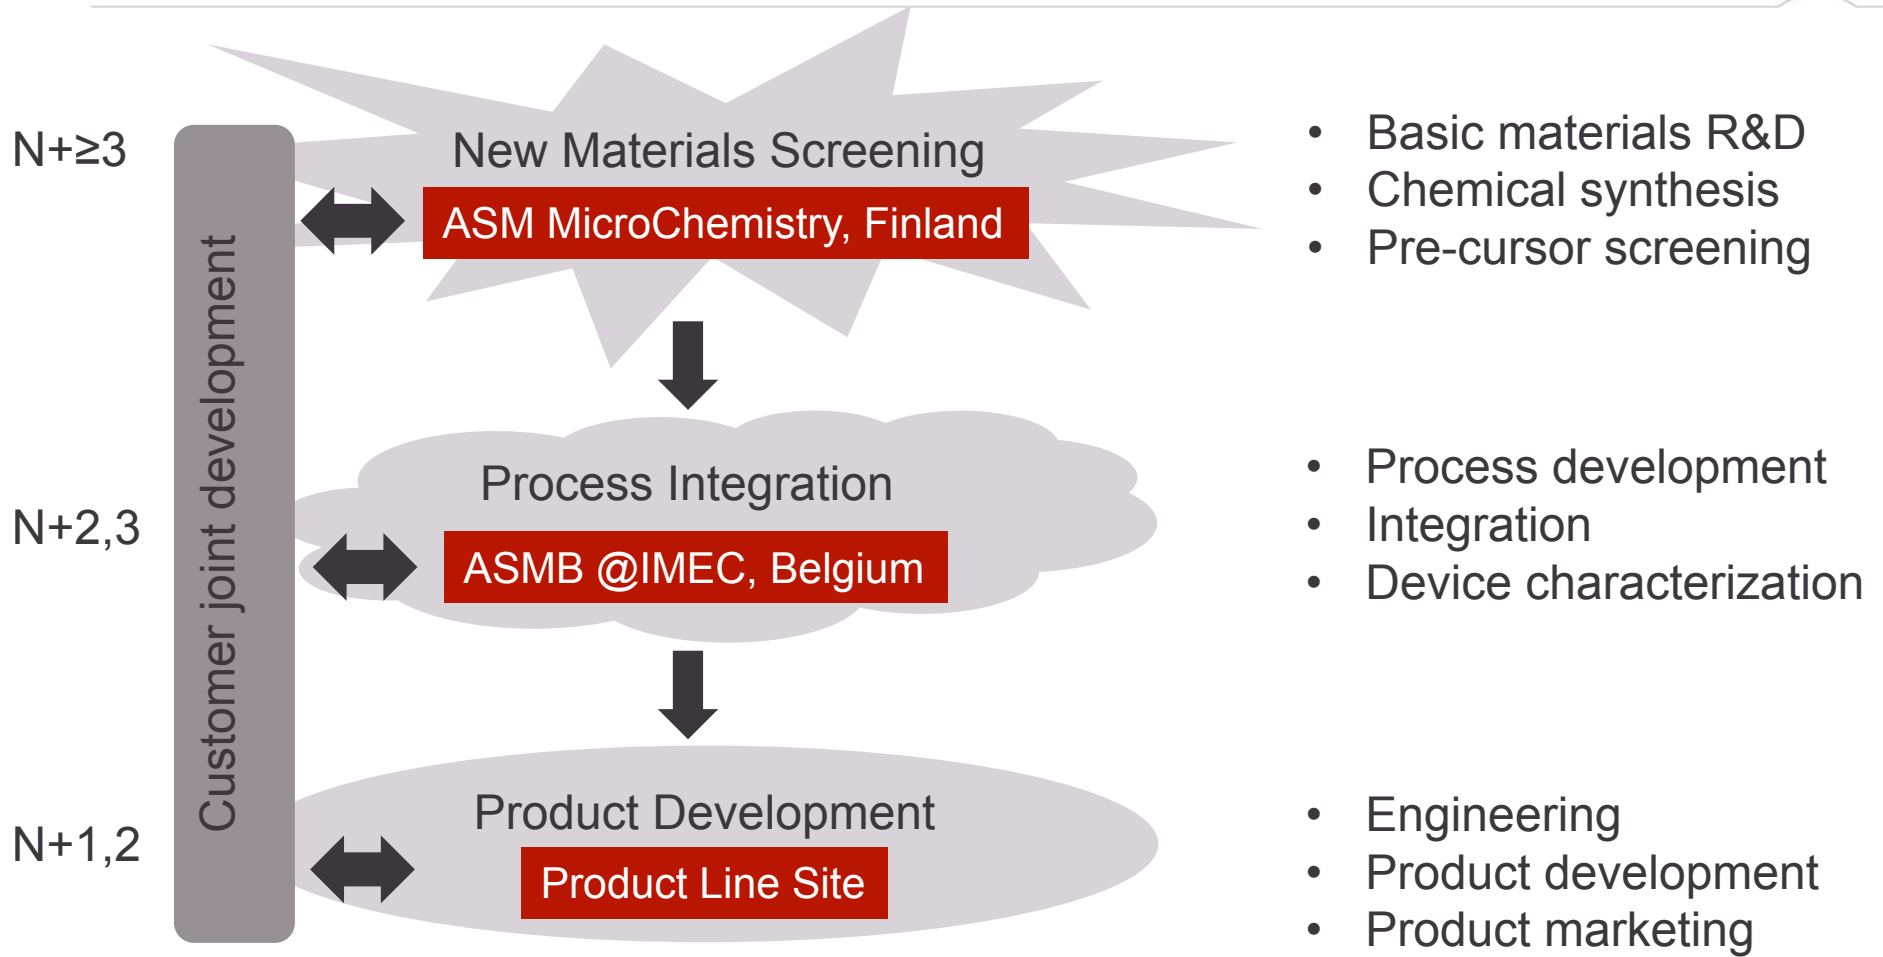 N+≥3
New Materials Screening
ASM MicroChemistry, Finland
• Basic materials R&D
• Chemical synthesis
• Pre-cursor screening
Customer joint development
N+2,3
Process Integration
ASMB @IMEC, Belgium
• Process development
• Integration
• Device characterization
N+1,2
Product Development
Product Line Site
• Engineering
• Product development
• Product marketing